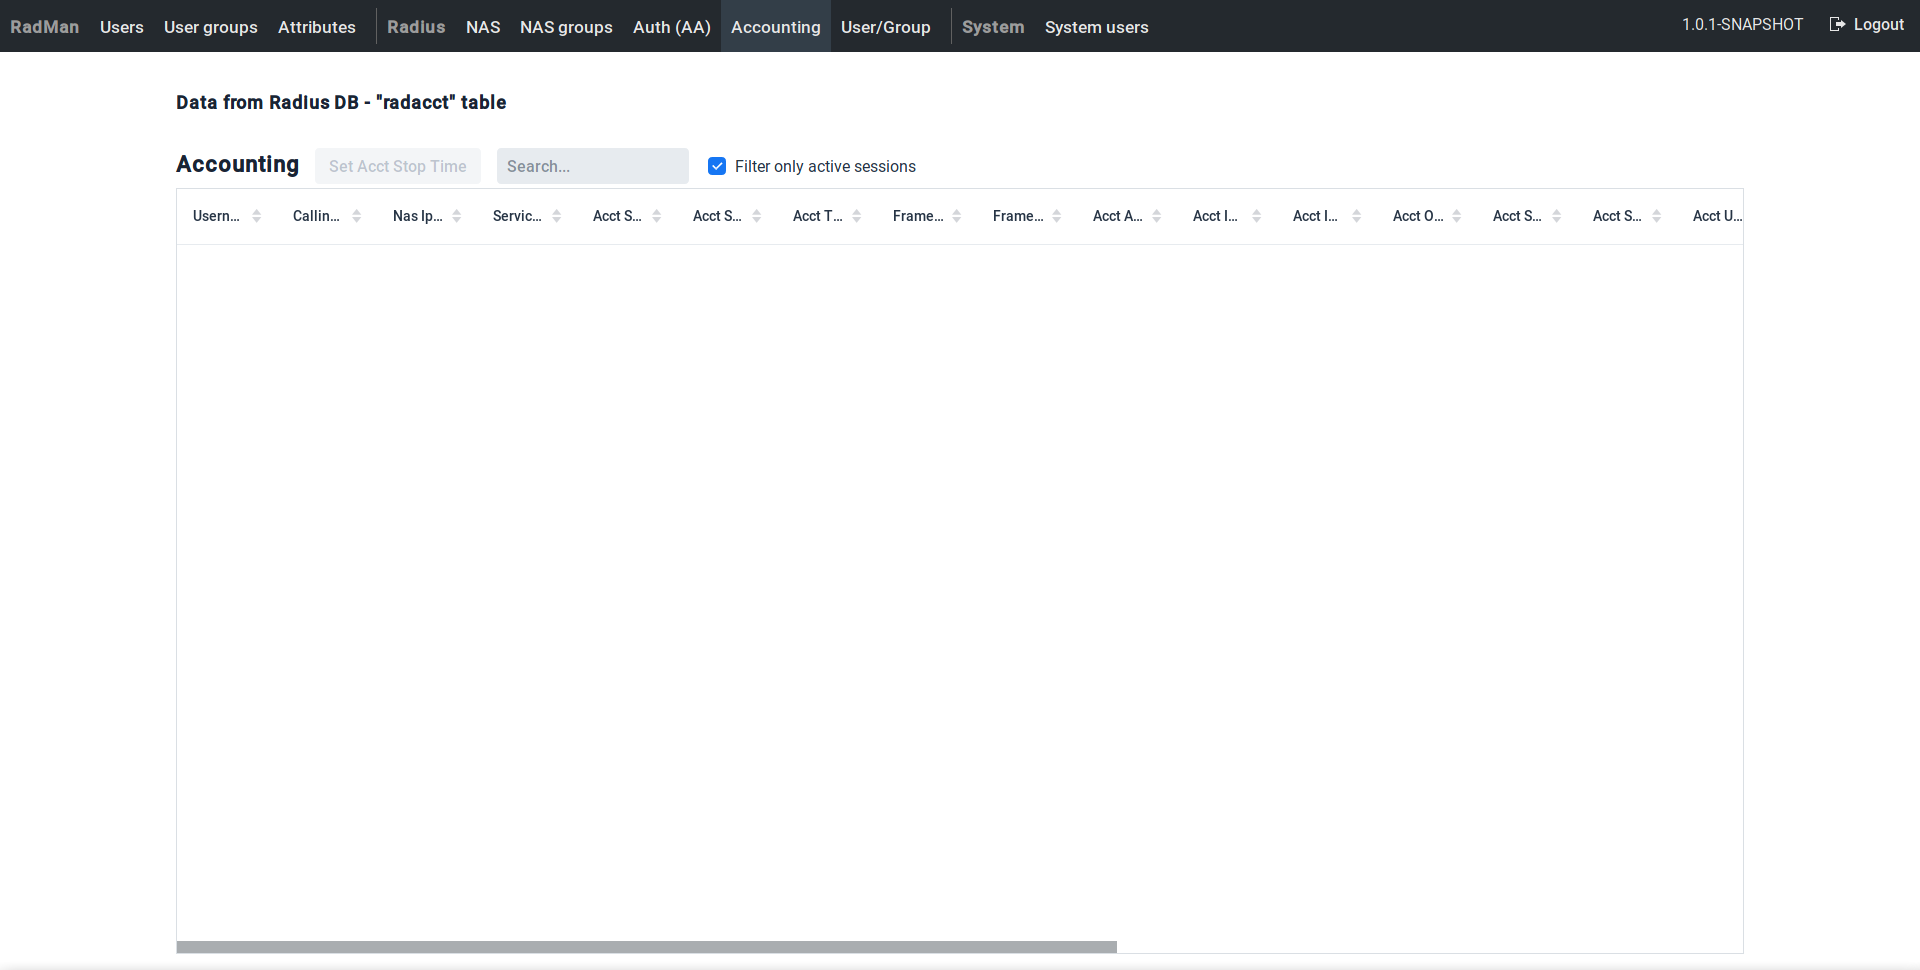 RadMan Users User groups Attributes Radius NAS NAS groups Auth (AA) Accounting User/Group System System users 1.0.1-SNAPSHOT Logout
Data from Radius DB - "radacct" table
Accounting Set Acct Stop Time Search... Filter only active sessions
Usern... Callin... Nas Ip... Servic... Acct S... Acct S... Acct T... Frame... Frame... Acct A... Acct I... Acct I... Acct O... Acct S... Acct S... Acct U...